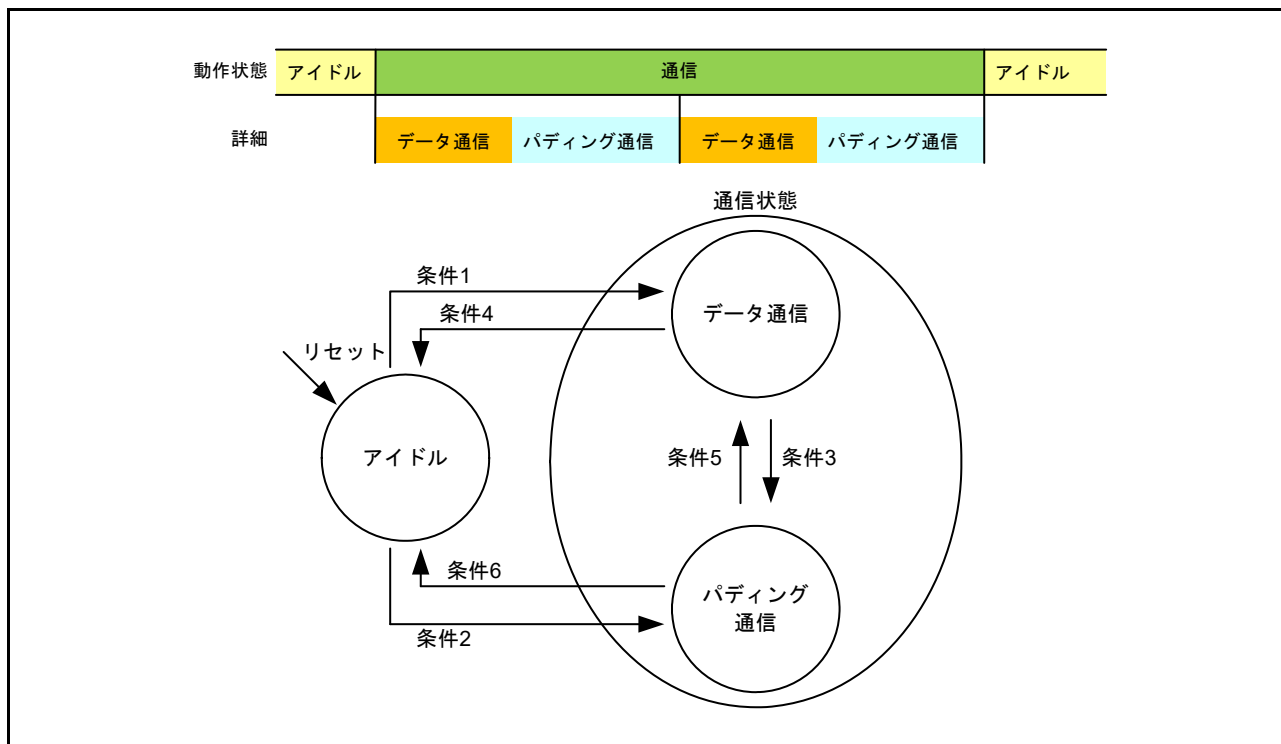 動作状態 アイドル 通信 アイドル
詳細 データ通信 パディング通信 データ通信 パディング通信
通信状態
条件1
データ通信
条件4
リセット
アイドル
条件5 条件3
条件6
パディング
通信
条件2